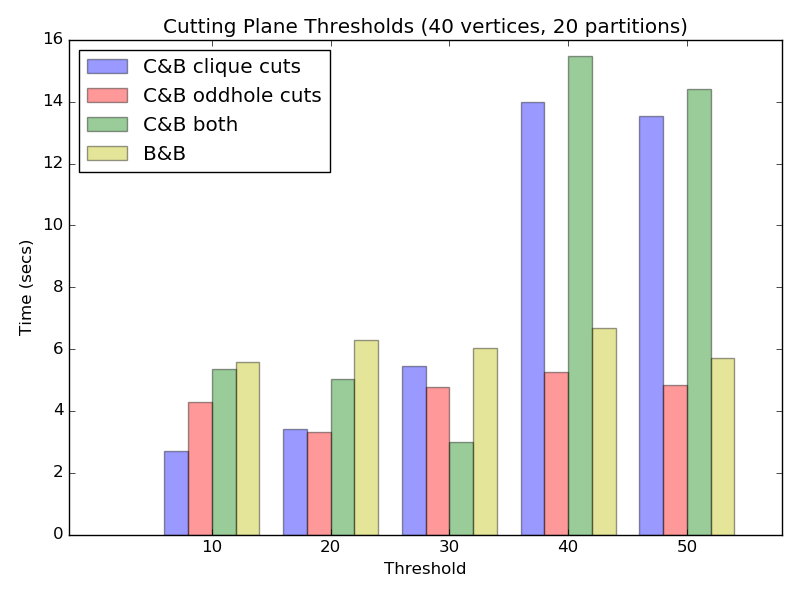 Cutting Plane Thresholds (40 vertices, 20 partitions)
16
14
12
10
8
6
4
2
0
Time (secs)
C&B clique cuts
C&B oddhole cuts
C&B both
B&B
10 20 30 40 50
Threshold